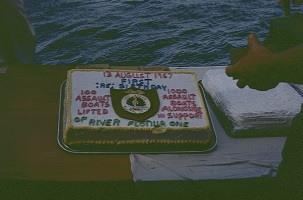 13 AUGUST 1967
FIRST
"RE" BIRTHDAY
100 1000
ASSAULT ASSAULT
BOATS BOATS
LIFTED ALONGSIDE
IN SUPPORT
OF RIVER FLOTILLA ONE